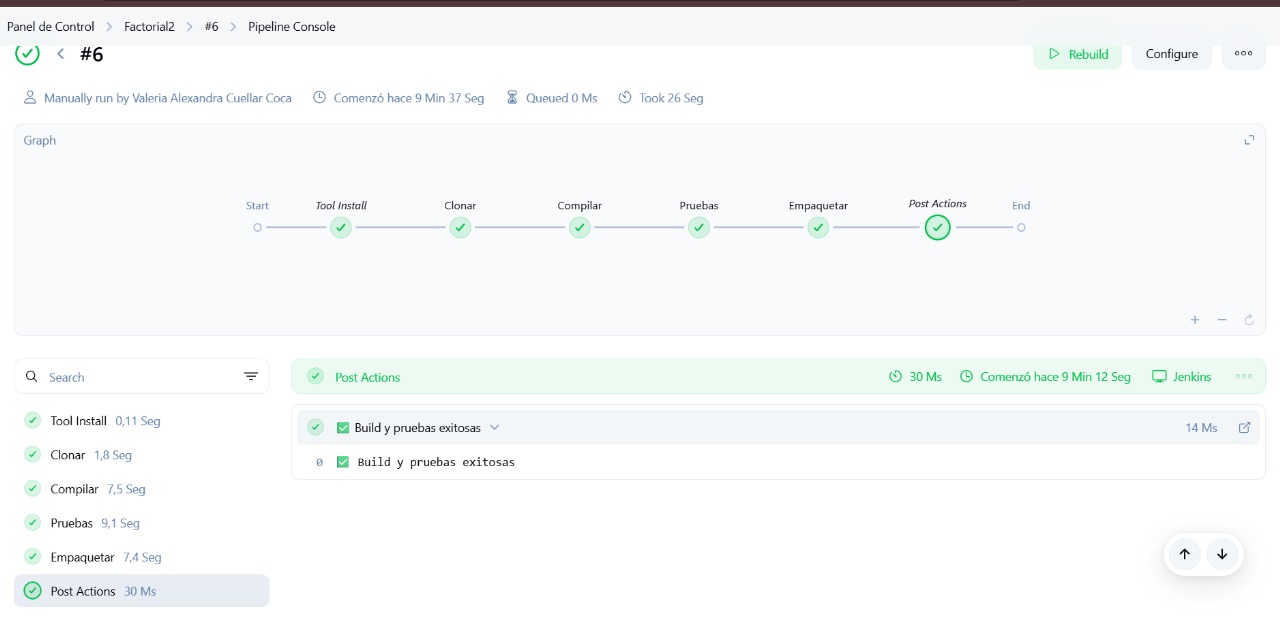 Panel de Control > Factorial2 > #6 > Pipeline Console
#6
Rebuild
Configure
Manually run by Valeria Alexandra Cuellar Coca
Comenzó hace 9 Min 37 Seg
Queued 0 Ms
Took 26 Seg
Graph
Start
Tool Install
Clonar
Compilar
Pruebas
Empaquetar
Post Actions
End
Search
Tool Install 0,11 Seg
Clonar 1,8 Seg
Compilar 7,5 Seg
Pruebas 9,1 Seg
Empaquetar 7,4 Seg
Post Actions 30 Ms
Post Actions
30 Ms
Comenzó hace 9 Min 12 Seg
Jenkins
✅ Build y pruebas exitosas
14 Ms
0 ✅ Build y pruebas exitosas